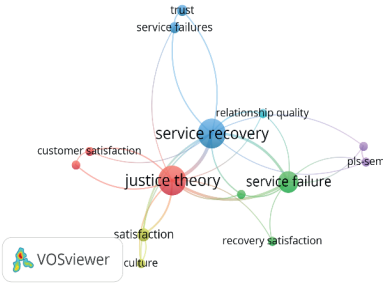 trust
service failures
relationship quality
service recovery
customer satisfaction
pls-sem
justice theory
service failure
satisfaction
recovery satisfaction
culture
VOSviewer